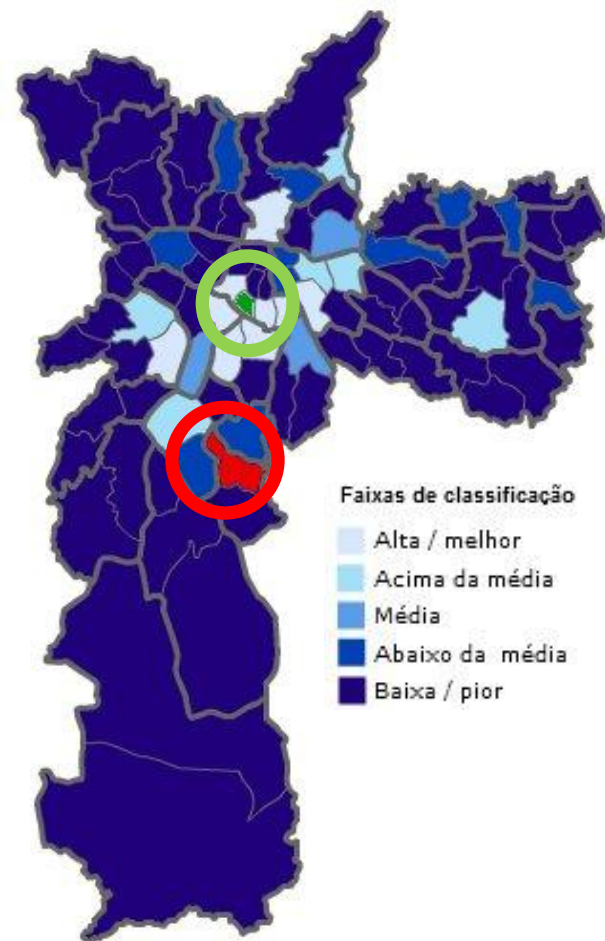 Faixas de classificação
Alta / melhor
Acima da média
Média
Abaixo da média
Baixa / pior